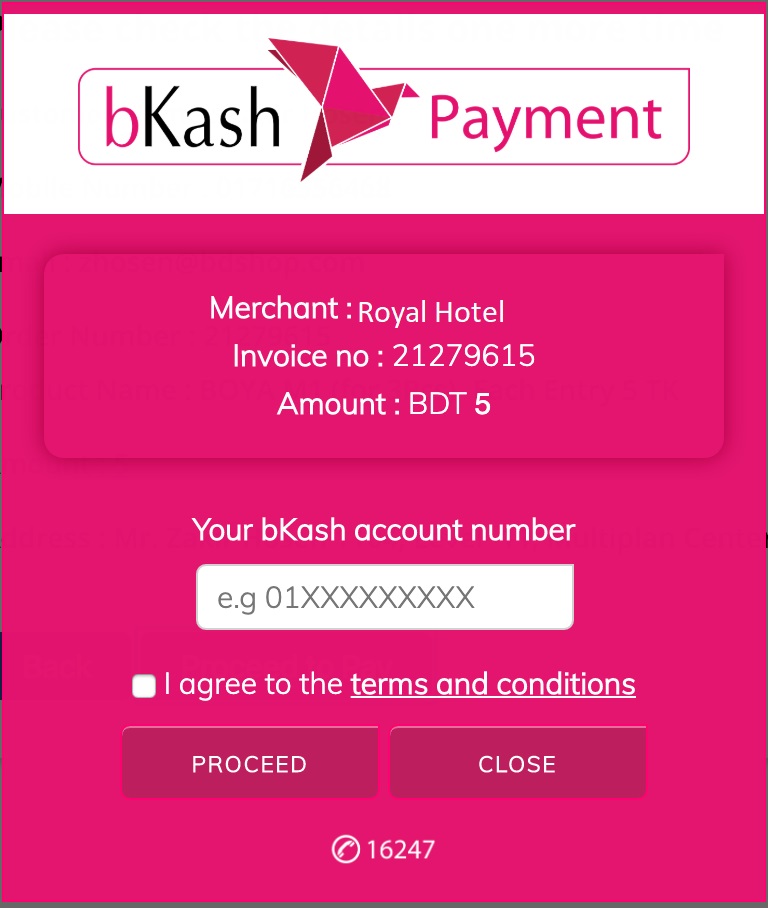 bKash Payment
Merchant : Royal Hotel
Invoice no : 21279615
Amount : BDT 5
Your bKash account number
e.g 01XXXXXXXXX
I agree to the terms and conditions
PROCEED CLOSE
16247